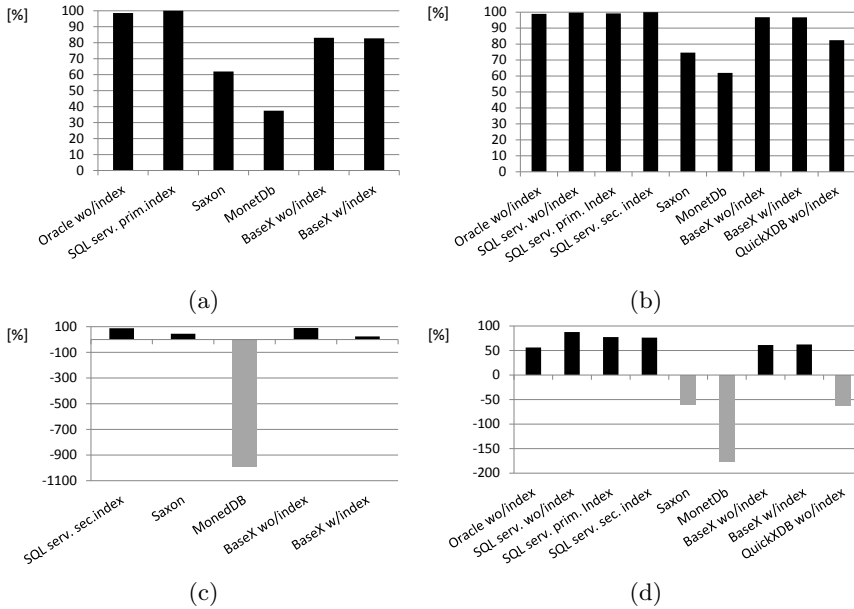 [%]
100
90
80
70
60
50
40
30
20
10
0
Oracle wo/index
SQL serv. prim.index
Saxon
MonetDb
BaseX wo/index
BaseX w/index
(a)
[%]
100
90
80
70
60
50
40
30
20
10
0
Oracle wo/index
SQL serv. wo/index
SQL serv. prim. Index
SQL serv. sec. index
Saxon
MonetDb
BaseX wo/index
BaseX w/index
QuickXDB wo/index
(b)
[%]
100
-100
-300
-500
-700
-900
-1100
SQL serv. sec.index
Saxon
MonedDB
BaseX wo/index
BaseX w/index
(c)
[%]
100
50
0
-50
-100
-150
-200
Oracle wo/index
SQL serv. wo/index
SQL serv. prim. Index
SQL serv. sec. index
Saxon
MonetDb
BaseX wo/index
BaseX w/index
QuickXDB wo/index
(d)